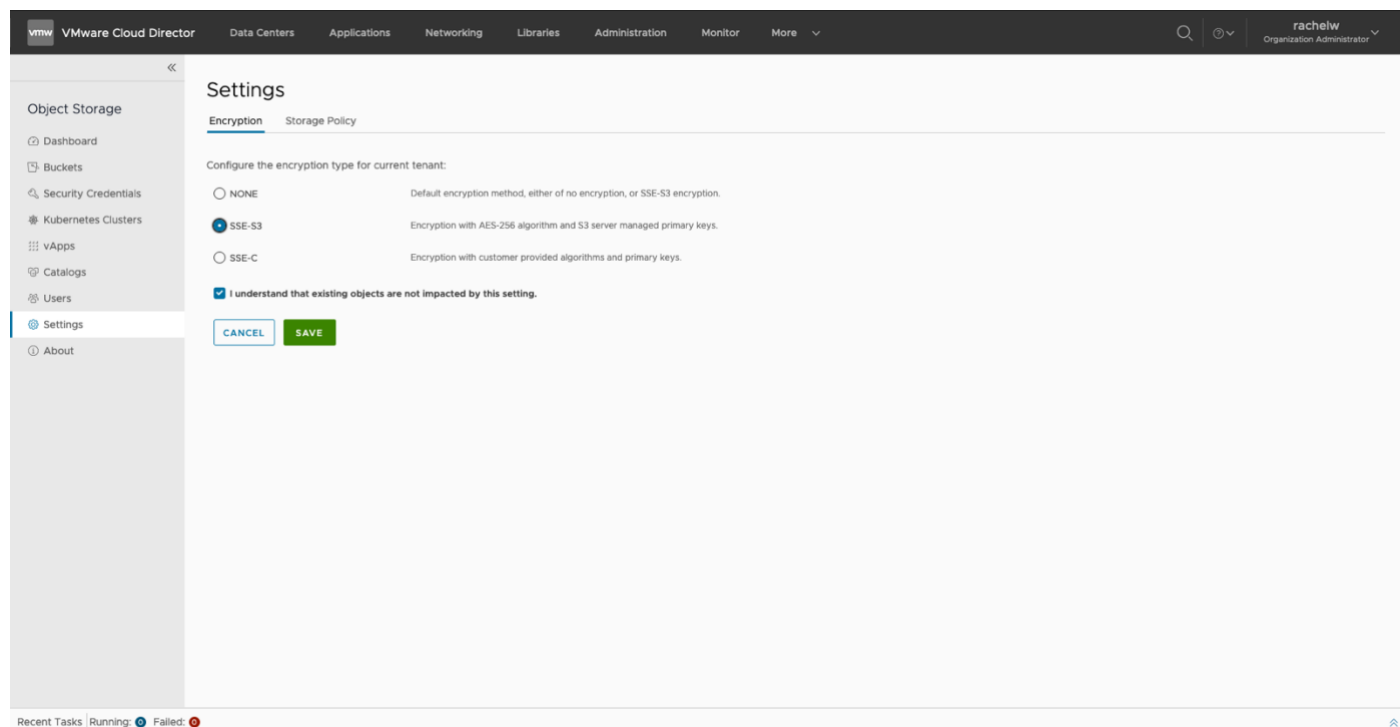 vmw VMware Cloud Director Data Centers Applications Networking Libraries Administration Monitor More rachelw
Organization Administrator
Object Storage
Dashboard
Buckets
Security Credentials
Kubernetes Clusters
vApps
Catalogs
Users
Settings
About
Settings
Encryption Storage Policy
Configure the encryption type for current tenant:
NONE Default encryption method, either of no encryption, or SSE-S3 encryption.
SSE-S3 Encryption with AES-256 algorithm and S3 server managed primary keys.
SSE-C Encryption with customer provided algorithms and primary keys.
I understand that existing objects are not impacted by this setting.
CANCEL SAVE
Recent Tasks Running: 0 Failed: 0